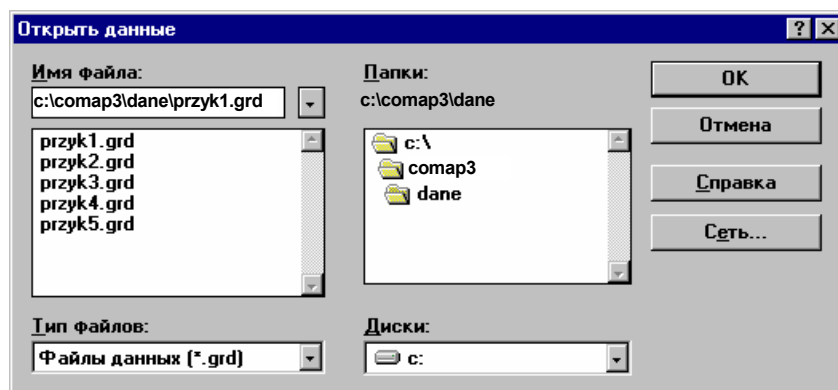 Открыть данные
? ×
Имя файла:
c:\comap3\dane\przyk1.grd
przyk1.grd
przyk2.grd
przyk3.grd
przyk4.grd
przyk5.grd
Тип файлов:
Файлы данных (*.grd)
Папки:
c:\comap3\dane
c:\
comap3
dane
Диски:
c:
OK
Отмена
Справка
Сеть...